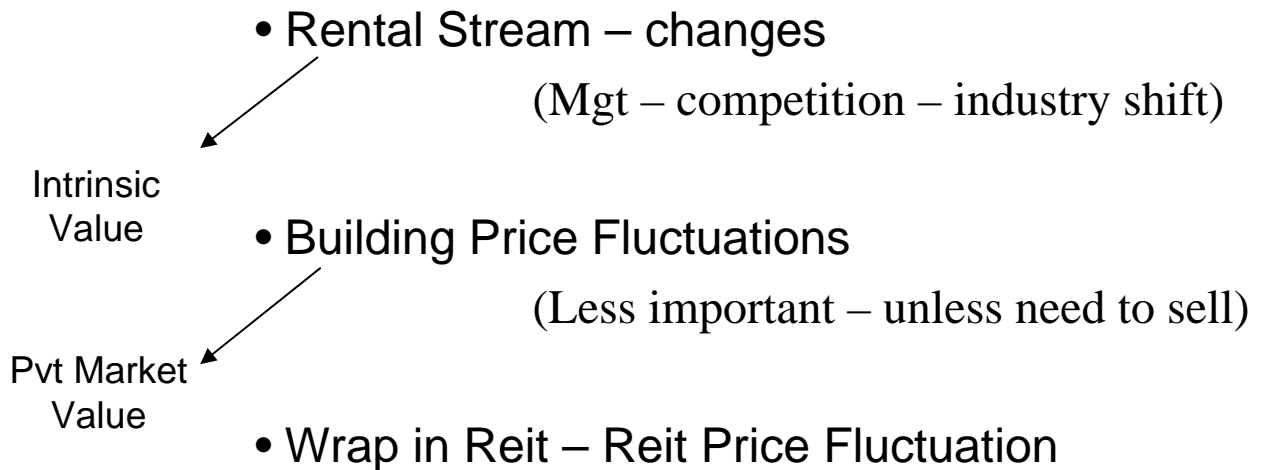 • Rental Stream – changes
(Mgt – competition – industry shift)
Intrinsic
Value
• Building Price Fluctuations
(Less important – unless need to sell)
Pvt Market
Value
• Wrap in Reit – Reit Price Fluctuation